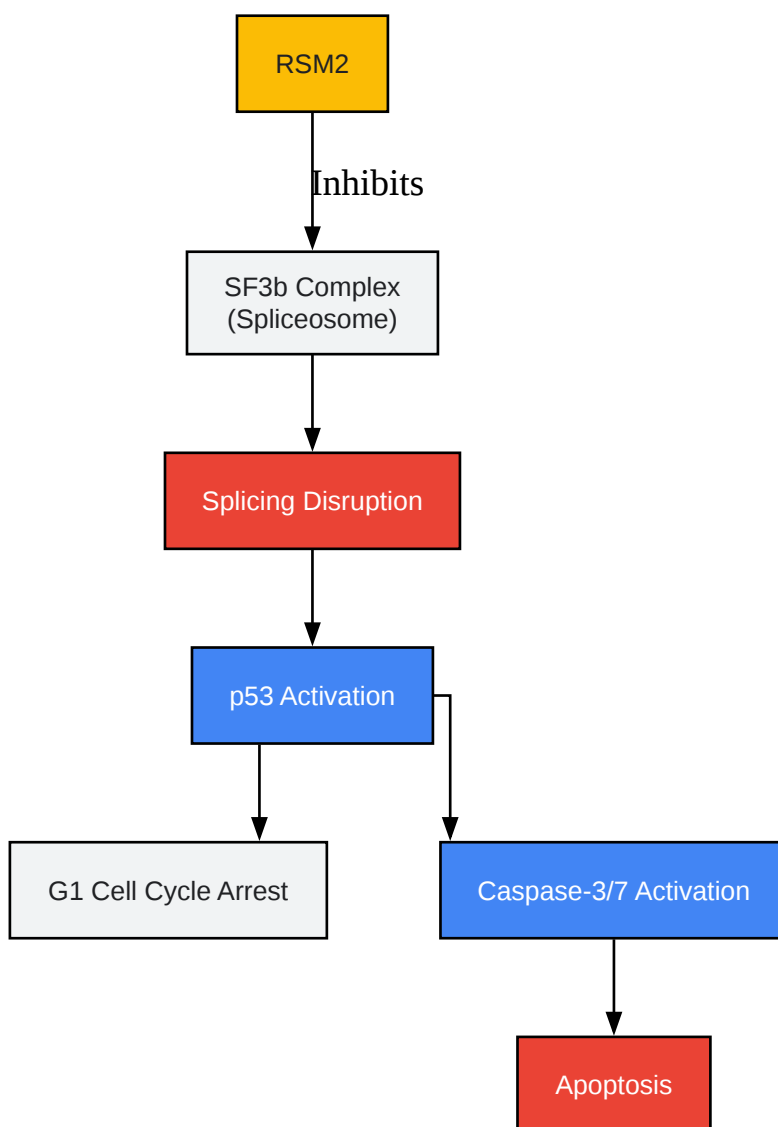 RSM2
Inhibits
SF3b Complex
(Spliceosome)
Splicing Disruption
p53 Activation
G1 Cell Cycle Arrest
Caspase-3/7 Activation
Apoptosis